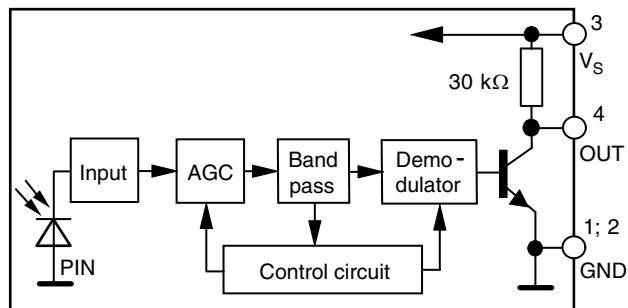 3
V_S
30 kΩ
4
OUT
Input
AGC
Band
pass
Demo-
dulator
1; 2
GND
PIN
Control circuit